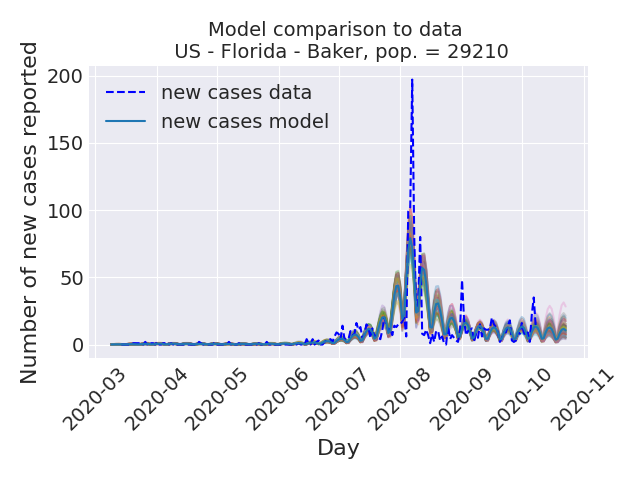 Model comparison to data
US - Florida - Baker, pop. = 29210
Number of new cases reported
200
150
100
50
0
new cases data
new cases model
2020-03
2020-04
2020-05
2020-06
2020-07
2020-08
2020-09
2020-10
2020-11
Day